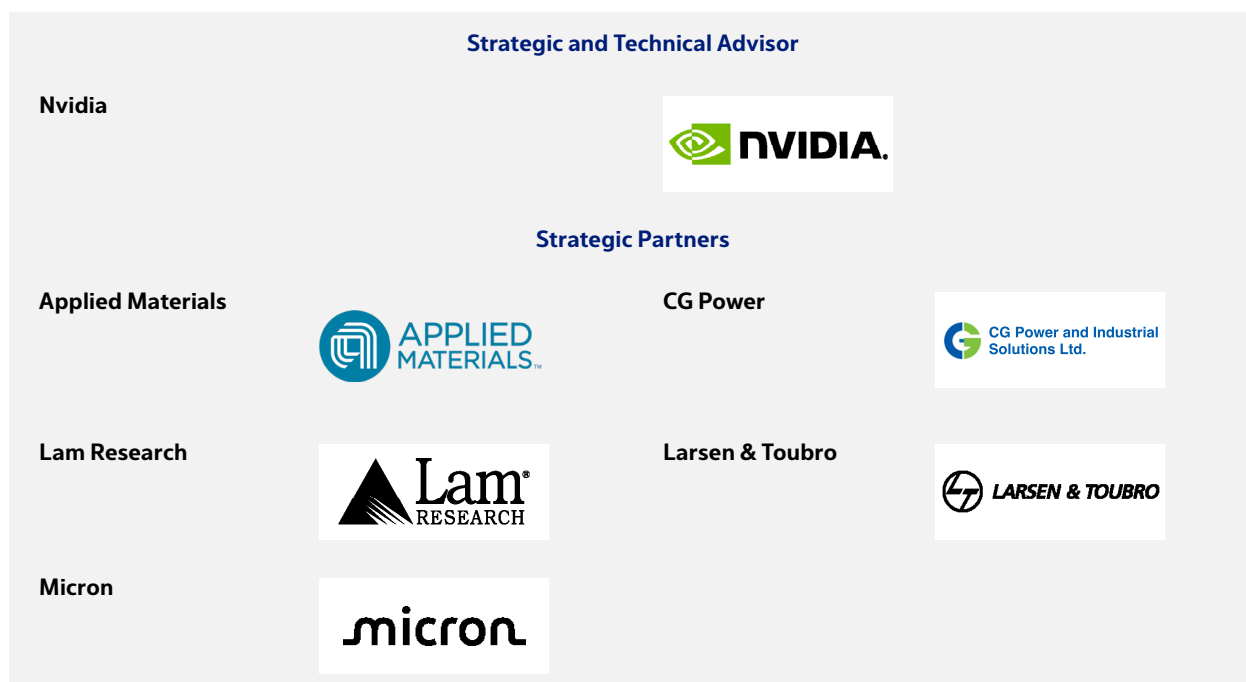 Strategic and Technical Advisor
Nvidia
NVIDIA.
Strategic Partners
Applied Materials
APPLIED
MATERIALS™
CG Power
CG Power and Industrial
Solutions Ltd.
Lam Research
Lam®
RESEARCH
Larsen & Toubro
LARSEN & TOUBRO
Micron
micron